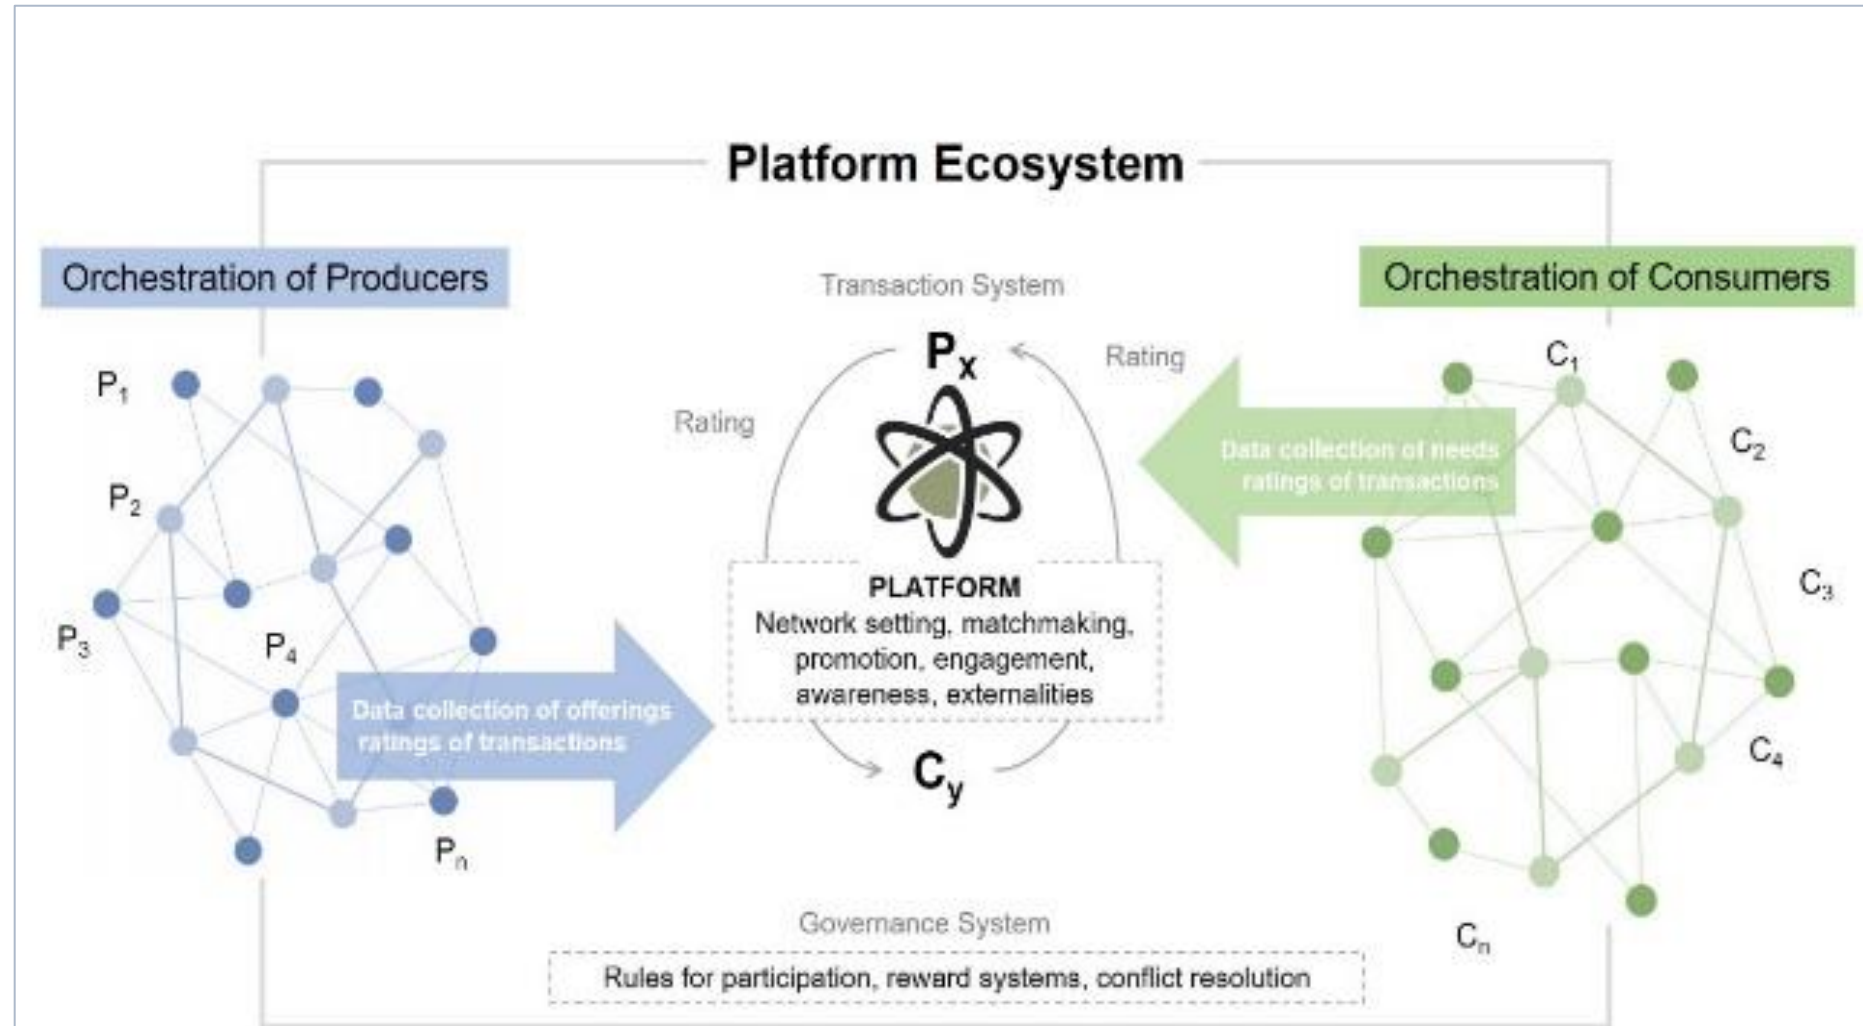 Platform Ecosystem
Orchestration of Producers
Orchestration of Consumers
Transaction System
Pₓ
Rating
Rating
P₁
P₂
P₃
P₄
Pₙ
C₁
C₂
C₃
C₄
Cₙ
Data collection of needs
ratings of transactions
PLATFORM
Network setting, matchmaking,
promotion, engagement,
awareness, externalities
Data collection of offerings
ratings of transactions
Cy
Governance System
Rules for participation, reward systems, conflict resolution